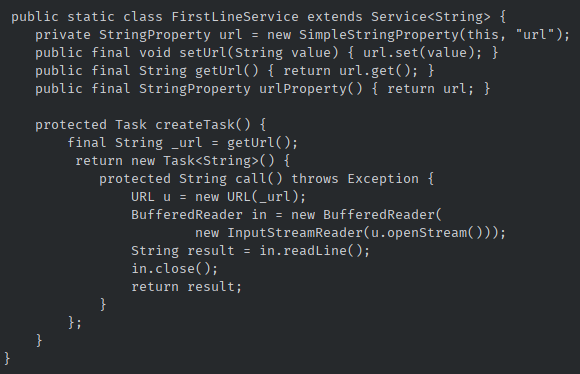 public static class FirstLineService extends Service<String> {
    private StringProperty url = new SimpleStringProperty(this, "url");
    public final void setUrl(String value) { url.set(value); }
    public final String getUrl() { return url.get(); }
    public final StringProperty urlProperty() { return url; }

    protected Task createTask() {
        final String _url = getUrl();
         return new Task<String>() {
            protected String call() throws Exception {
                URL u = new URL(_url);
                BufferedReader in = new BufferedReader(
                        new InputStreamReader(u.openStream()));
                String result = in.readLine();
                in.close();
                return result;
            }
        };
    }
}